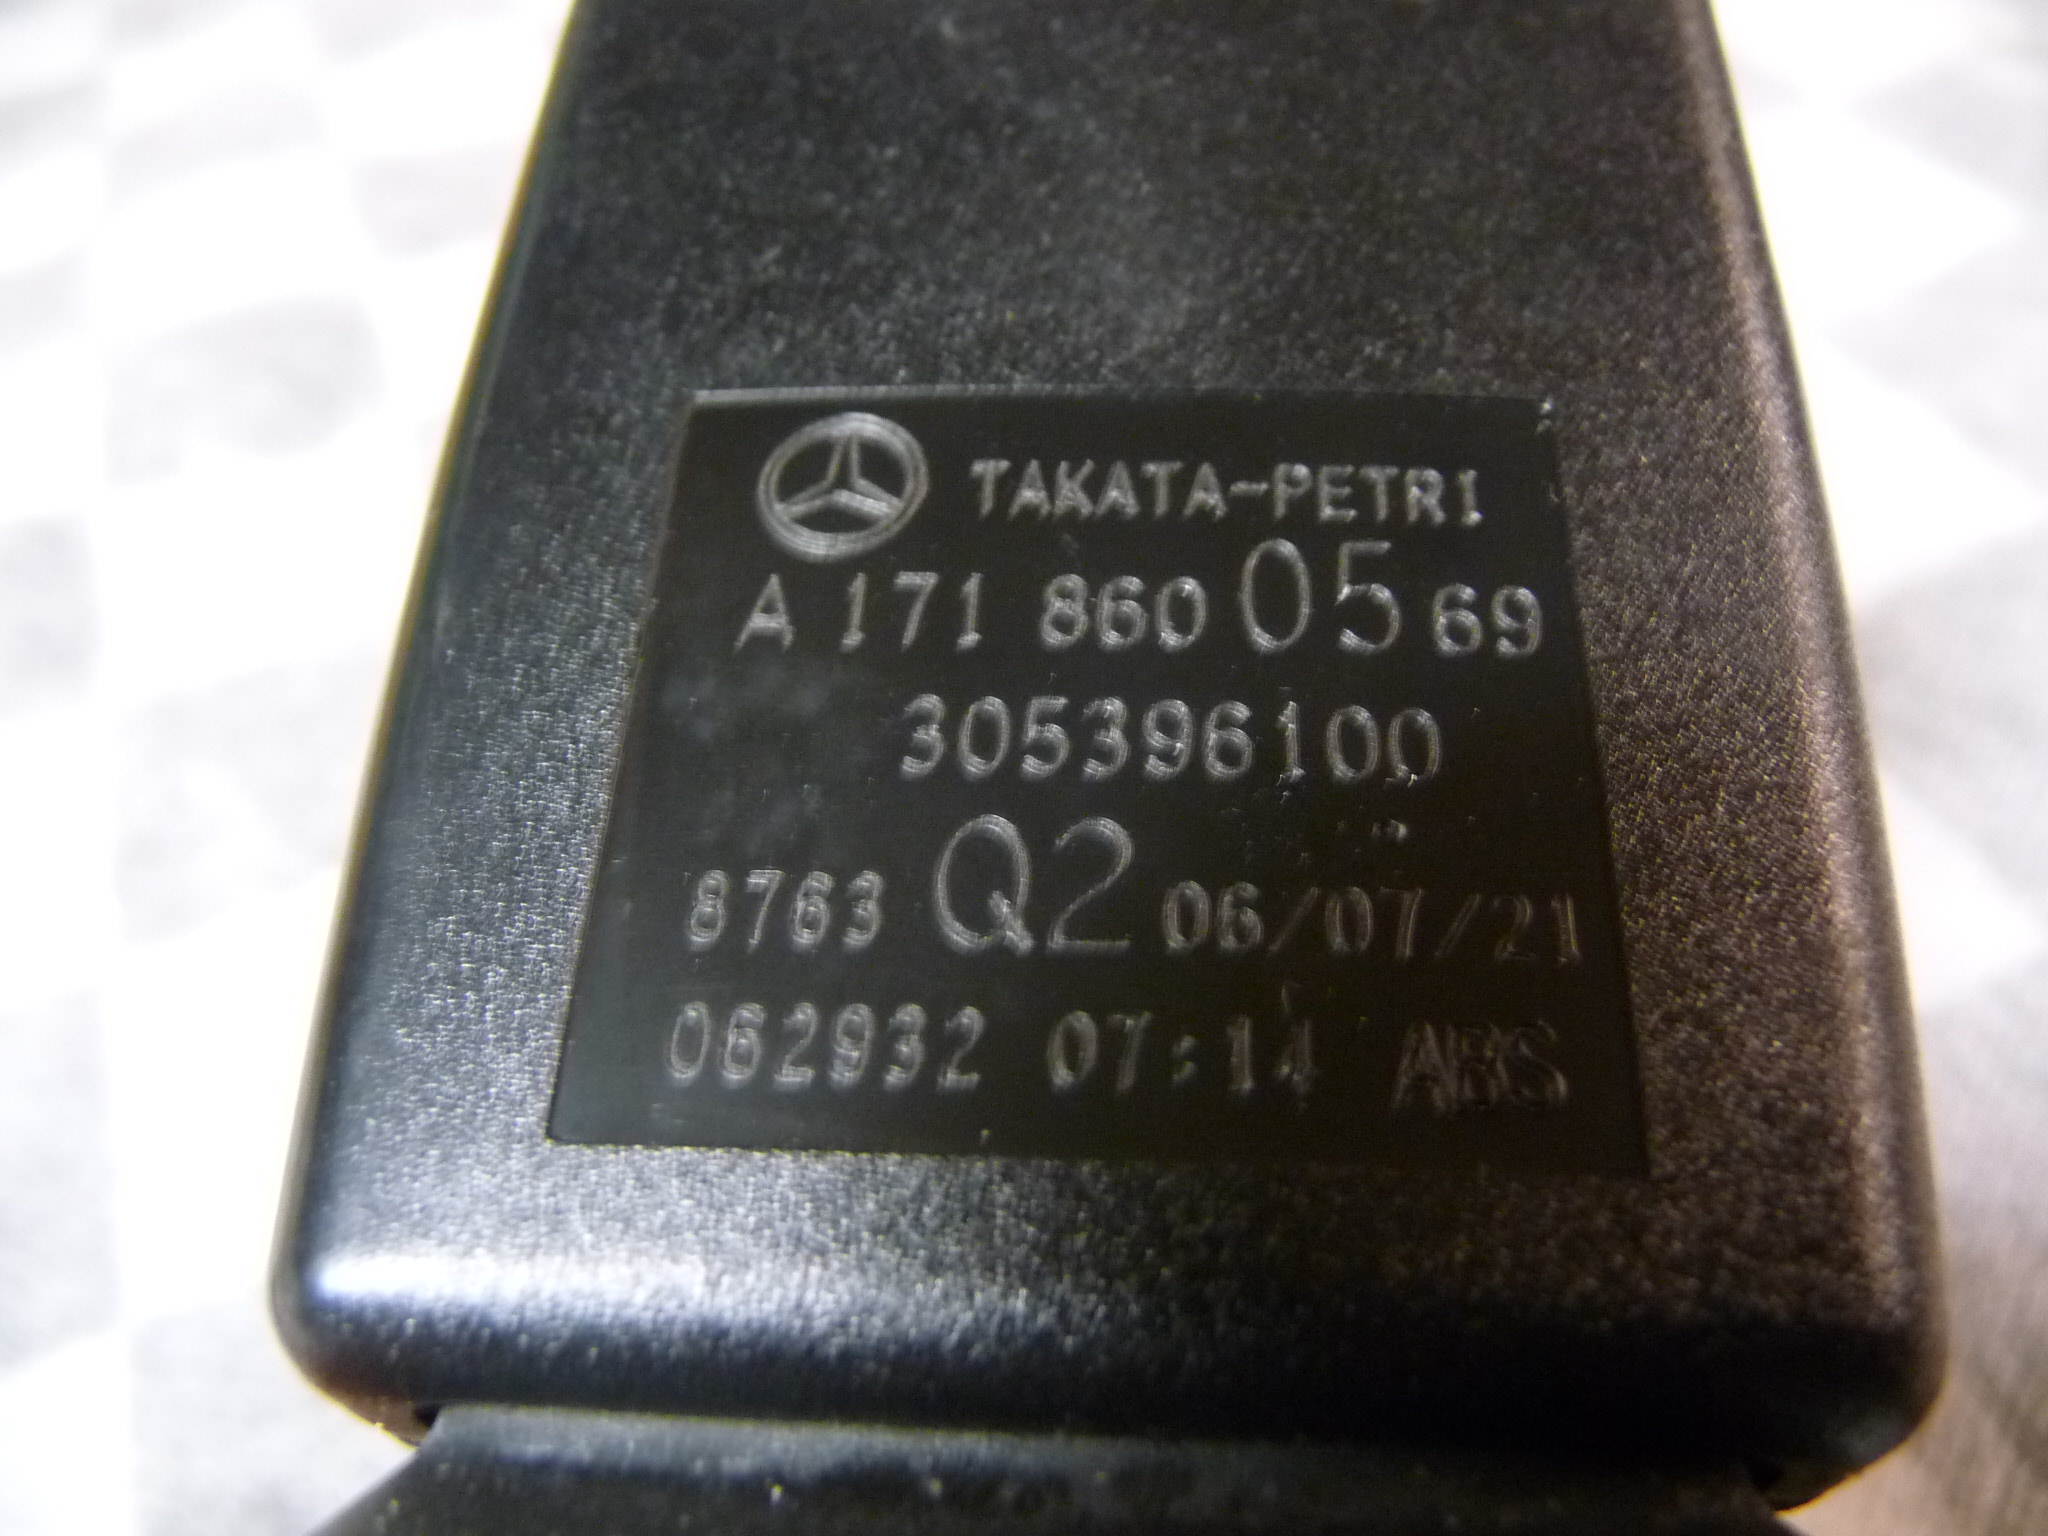 TAKATA-PETRI
A 171 860 05 69
305396100
8763 Q2 06/07/21
062932 07:14 ABS